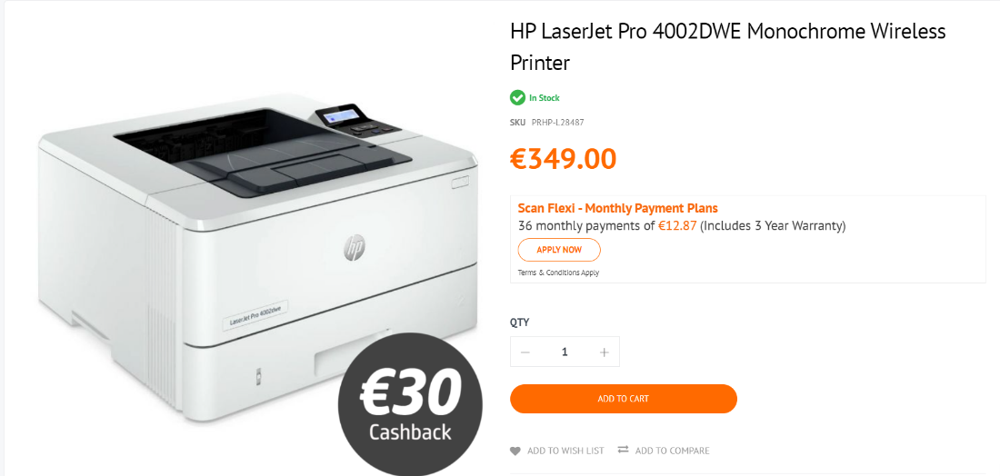 HP LaserJet Pro 4002DWE Monochrome Wireless
Printer
In Stock
SKU PRHP-L28487
€349.00
Scan Flexi - Monthly Payment Plans
36 monthly payments of €12.87 (Includes 3 Year Warranty)
APPLY NOW
Terms & Conditions Apply
QTY
− 1 +
ADD TO CART
ADD TO WISH LIST ADD TO COMPARE
hp
LaserJet Pro 4002dwe
€30
Cashback